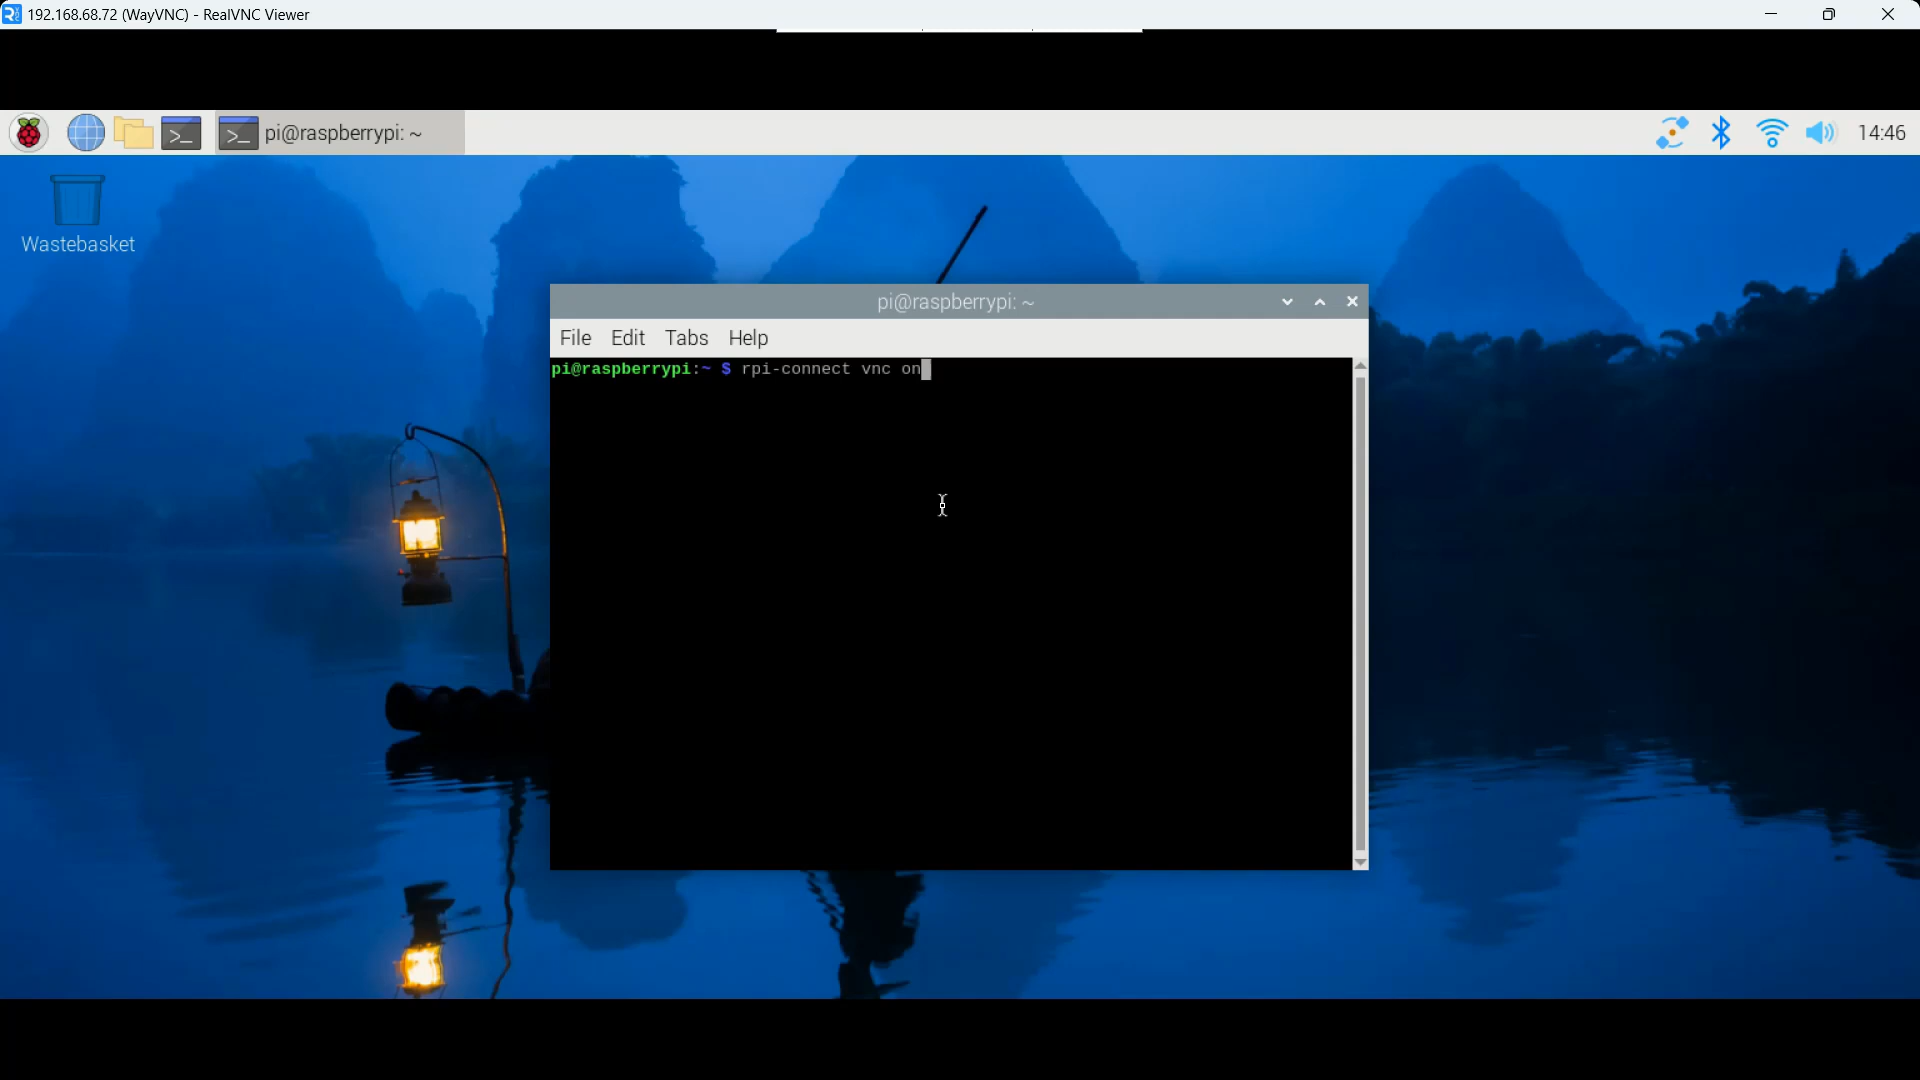 192.168.68.72 (WayVNC) - RealVNC Viewer
pi@raspberrypi: ~
14:46
Wastebasket
pi@raspberrypi: ~
File Edit Tabs Help
pi@raspberrypi:~ $ rpi-connect vnc on